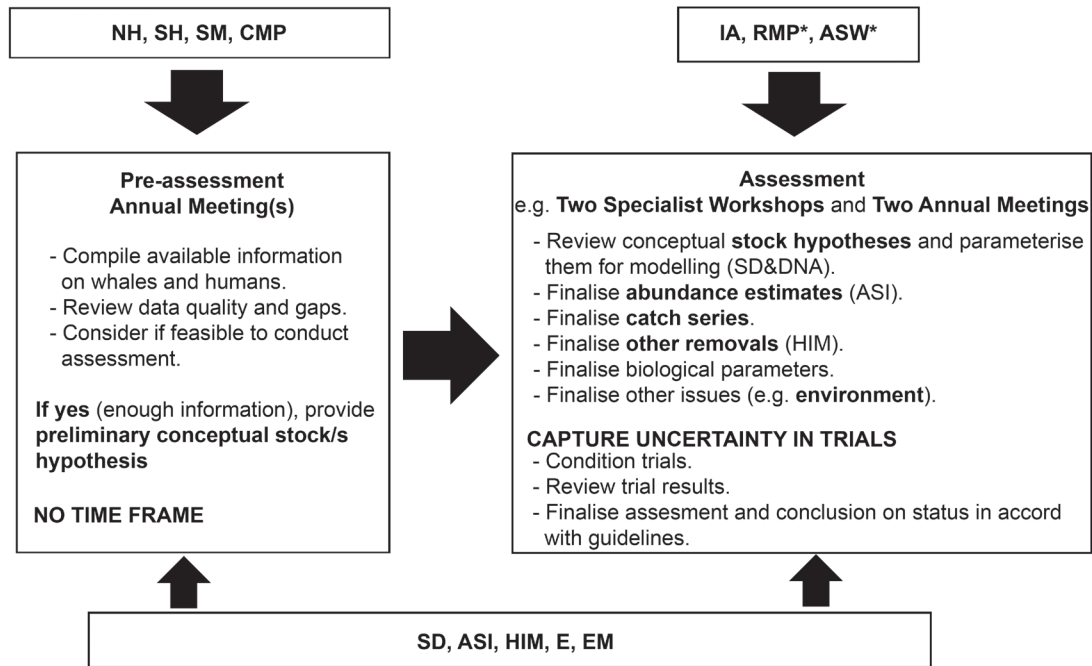 NH, SH, SM, CMP
IA, RMP*, ASW*
Pre-assessment
Annual Meeting(s)
- Compile available information
on whales and humans.
- Review data quality and gaps.
- Consider if feasible to conduct
assessment.
If yes (enough information), provide
preliminary conceptual stock/s
hypothesis
NO TIME FRAME
Assessment
e.g. Two Specialist Workshops and Two Annual Meetings
- Review conceptual stock hypotheses and parameterise
them for modelling (SD&DNA).
- Finalise abundance estimates (ASI).
- Finalise catch series.
- Finalise other removals (HIM).
- Finalise biological parameters.
- Finalise other issues (e.g. environment).
CAPTURE UNCERTAINTY IN TRIALS
- Condition trials.
- Review trial results.
- Finalise assesment and conclusion on status in accord
with guidelines.
SD, ASI, HIM, E, EM